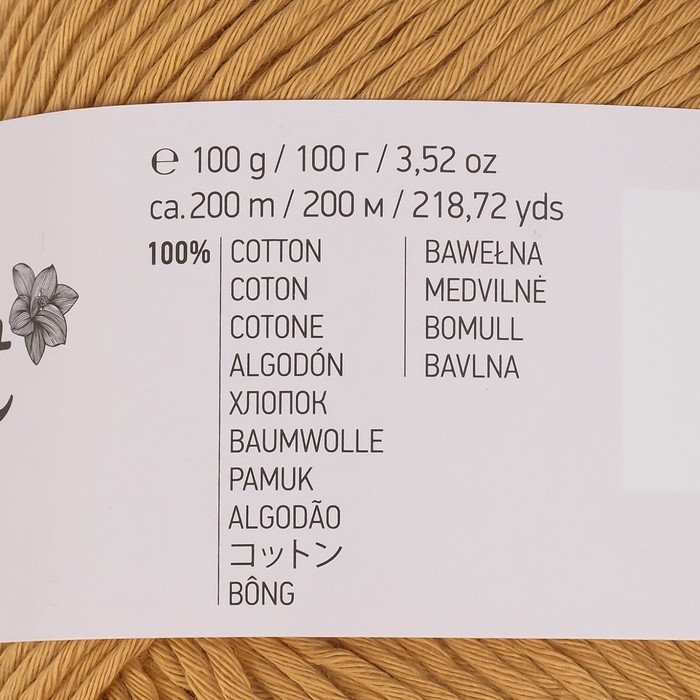 ℮ 100 g / 100 г / 3,52 oz
ca. 200 m / 200 м / 218,72 yds
100%
COTTON
COTON
COTONE
ALGODÓN
ХЛОПОК
BAUMWOLLE
PAMUK
ALGODÃO
コットン
BÔNG
BAWEŁNA
MEDVILNĖ
BOMULL
BAVLNA